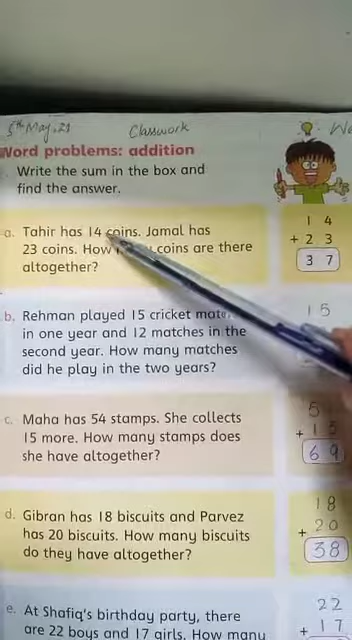 5th May, 21 Classwork
Word problems: addition
Write the sum in the box and
find the answer.
a. Tahir has 14 coins. Jamal has
23 coins. How coins are there
altogether?
1 4
+ 2 3
3 7
b. Rehman played 15 cricket
in one year and 12 matches in the
second year. How many matches
did he play in the two years?
1 5
c. Maha has 54 stamps. She collects
15 more. How many stamps does
she have altogether?
5
+ 1 5
6 9
d. Gibran has 18 biscuits and Parvez
has 20 biscuits. How many biscuits
do they have altogether?
1 8
+ 2 0
3 8
e. At Shafiq's birthday party, there
are 22 boys and 17 girls. How many
2 2
+ 1 7